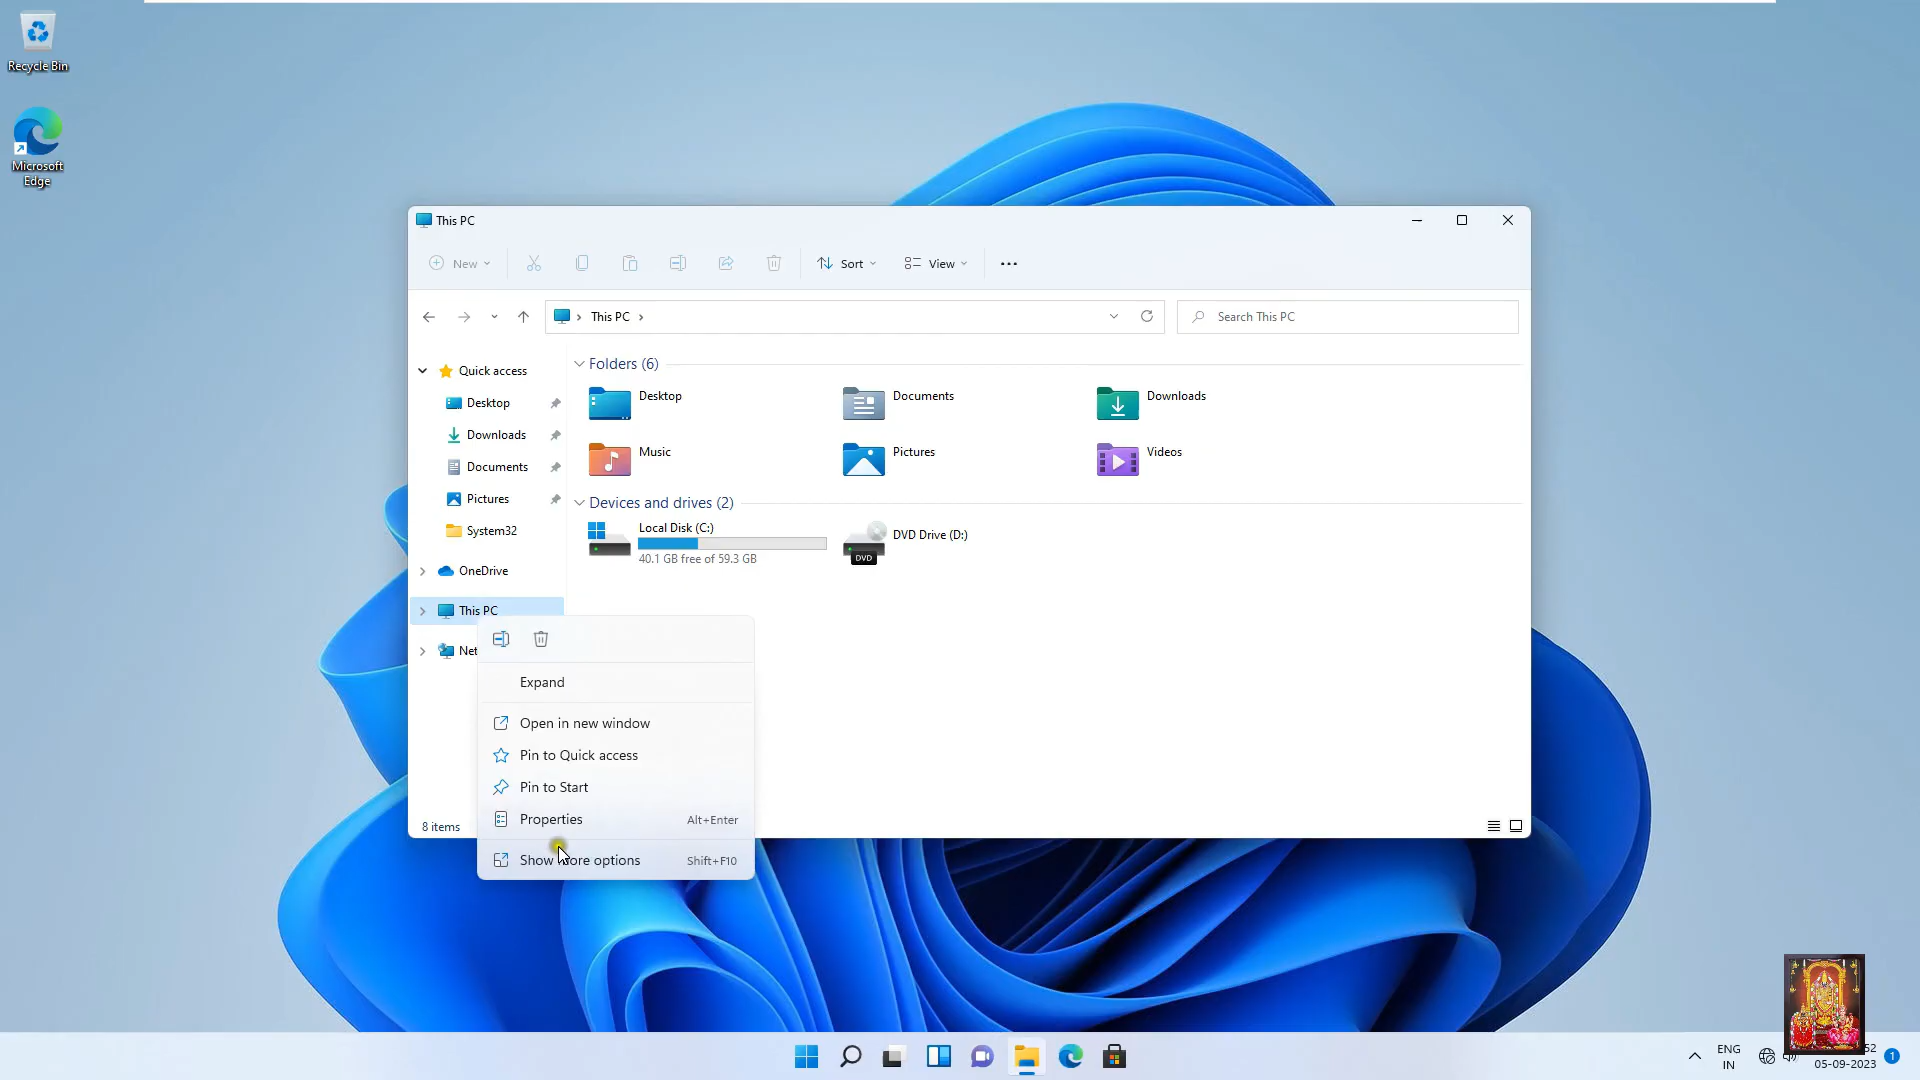 Recycle Bin
Microsoft
Edge
This PC
New
Sort
View
This PC
Search This PC
Quick access
Desktop
Downloads
Documents
Pictures
System32
OneDrive
This PC
Net
Folders (6)
Desktop
Documents
Downloads
Music
Pictures
Videos
Devices and drives (2)
Local Disk (C:)
40.1 GB free of 59.3 GB
DVD
DVD Drive (D:)
Expand
Open in new window
Pin to Quick access
Pin to Start
Properties Alt+Enter
Show more options Shift+F10
8 items
ENG
IN
52
05-09-2023
1